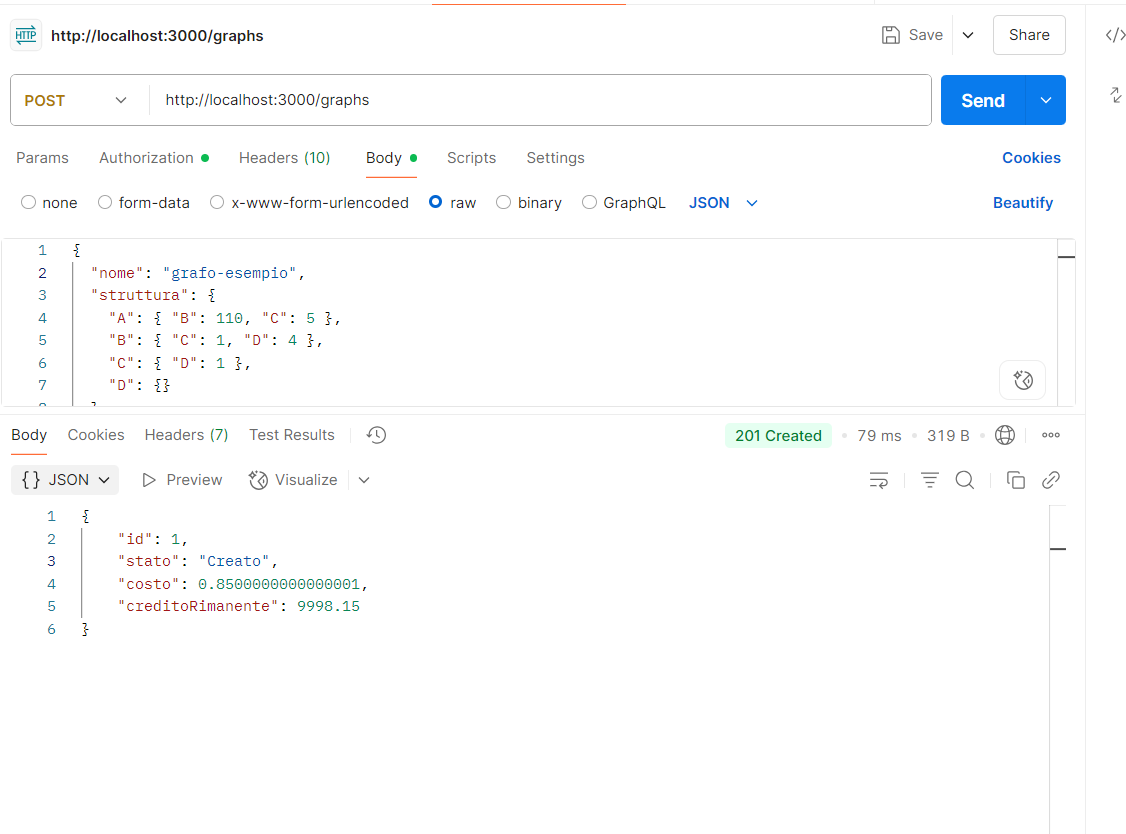 HTTP http://localhost:3000/graphs Save Share
POST http://localhost:3000/graphs Send
Params Authorization Headers (10) Body Scripts Settings Cookies
none form-data x-www-form-urlencoded raw binary GraphQL JSON Beautify
1 {
2 "nome": "grafo-esempio",
3 "struttura": {
4 "A": { "B": 110, "C": 5 },
5 "B": { "C": 1, "D": 4 },
6 "C": { "D": 1 },
7 "D": {}
Body Cookies Headers (7) Test Results 201 Created 79 ms 319 B
{} JSON Preview Visualize
1 {
2 "id": 1,
3 "stato": "Creato",
4 "costo": 0.8500000000000001,
5 "creditoRimanente": 9998.15
6 }